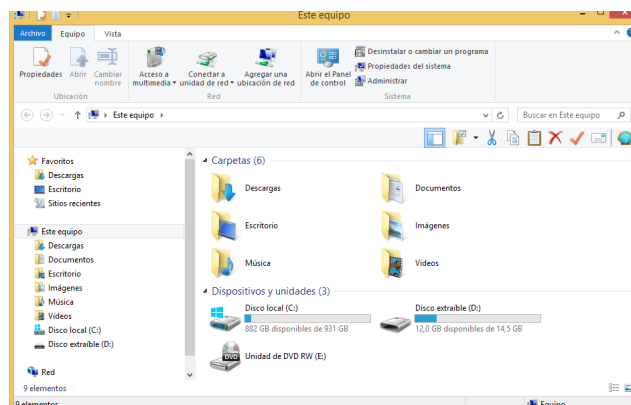 Este equipo
Archivo Equipo Vista
Propiedades Abrir Cambiar nombre Acceso a multimedia Conectar a unidad de red Agregar una ubicación de red Abrir el Panel de control
Desinstalar o cambiar un programa
Propiedades del sistema
Administrar
Ubicación Red Sistema
Este equipo
Buscar en Este equipo
Favoritos
Descargas
Escritorio
Sitios recientes
Este equipo
Descargas
Documentos
Escritorio
Imágenes
Música
Vídeos
Disco local (C:)
Disco extraíble (D:)
Red
Carpetas (6)
Descargas Documentos
Escritorio Imágenes
Música Vídeos
Dispositivos y unidades (3)
Disco local (C:) Disco extraíble (D:)
882 GB disponibles de 931 GB 12,0 GB disponibles de 14,5 GB
DVD Unidad de DVD RW (E:)
9 elementos
9 elementos Equipo